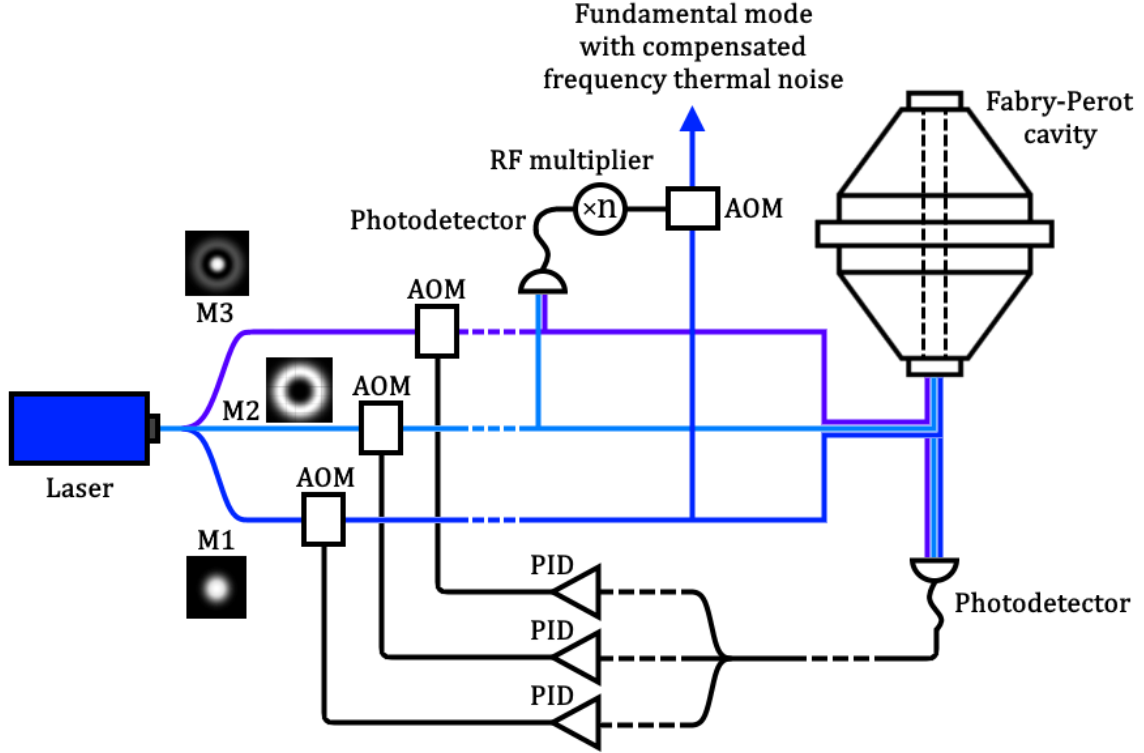 Fundamental mode
with compensated
frequency thermal noise
Fabry-Perot
cavity
RF multiplier
×n
AOM
Photodetector
AOM
M3
AOM
M2
Laser
AOM
M1
PID
Photodetector
PID
PID